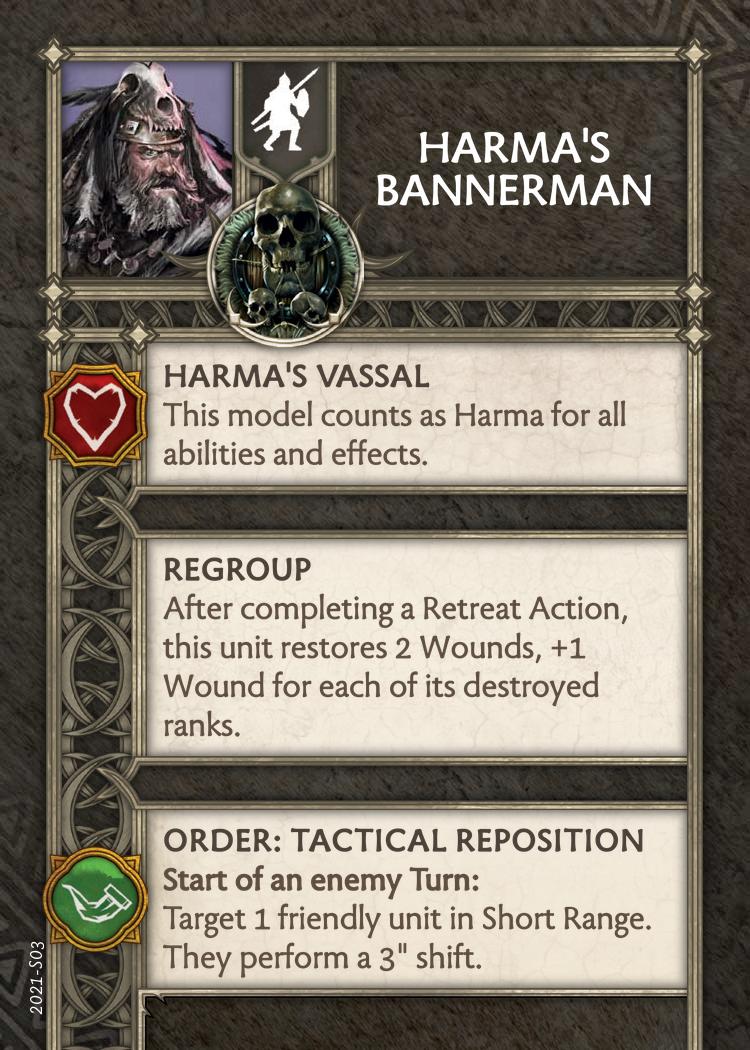 HARMA'S
BANNERMAN
HARMA'S VASSAL
This model counts as Harma for all
abilities and effects.
REGROUP
After completing a Retreat Action,
this unit restores 2 Wounds, +1
Wound for each of its destroyed
ranks.
ORDER: TACTICAL REPOSITION
Start of an enemy Turn:
Target 1 friendly unit in Short Range.
They perform a 3" shift.
2021-S03